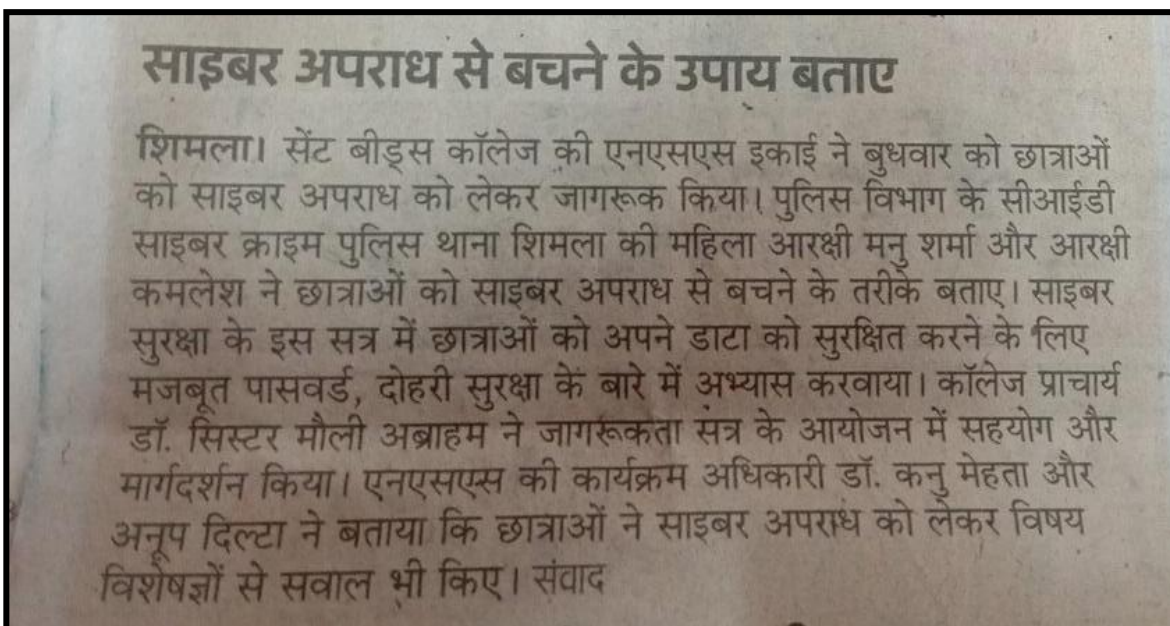 साइबर अपराध से बचने के उपाय बताए
शिमला। सेंट बीड्स कॉलेज की एनएसएस इकाई ने बुधवार को छात्राओं
को साइबर अपराध को लेकर जागरूक किया। पुलिस विभाग के सीआईडी
साइबर क्राइम पुलिस थाना शिमला की महिला आरक्षी मनु शर्मा और आरक्षी
कमलेश ने छात्राओं को साइबर अपराध से बचने के तरीके बताए। साइबर
सुरक्षा के इस सत्र में छात्राओं को अपने डाटा को सुरक्षित करने के लिए
मजबूत पासवर्ड, दोहरी सुरक्षा के बारे में अभ्यास करवाया। कॉलेज प्राचार्य
डॉ. सिस्टर मौली अब्राहम ने जागरूकता सत्र के आयोजन में सहयोग और
मार्गदर्शन किया। एनएसएस की कार्यक्रम अधिकारी डॉ. कनु मेहता और
अनूप दिल्टा ने बताया कि छात्राओं ने साइबर अपराध को लेकर विषय
विशेषज्ञों से सवाल भी किए। संवाद